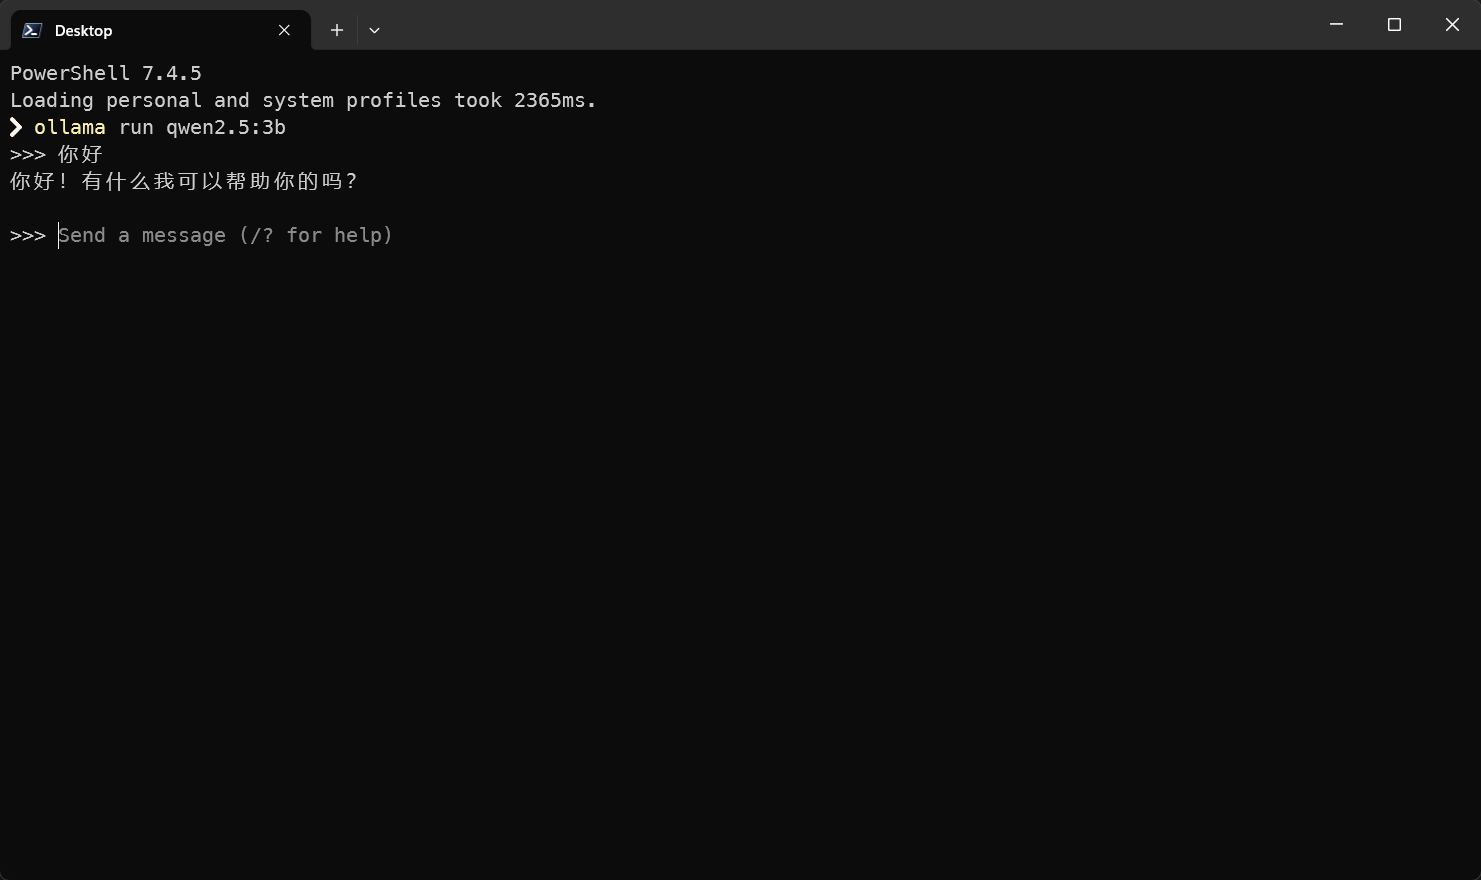 Desktop
PowerShell 7.4.5
Loading personal and system profiles took 2365ms.
❯ ollama run qwen2.5:3b
>>> 你好
你好！有什么我可以帮助你的吗？
>>> Send a message (/? for help)